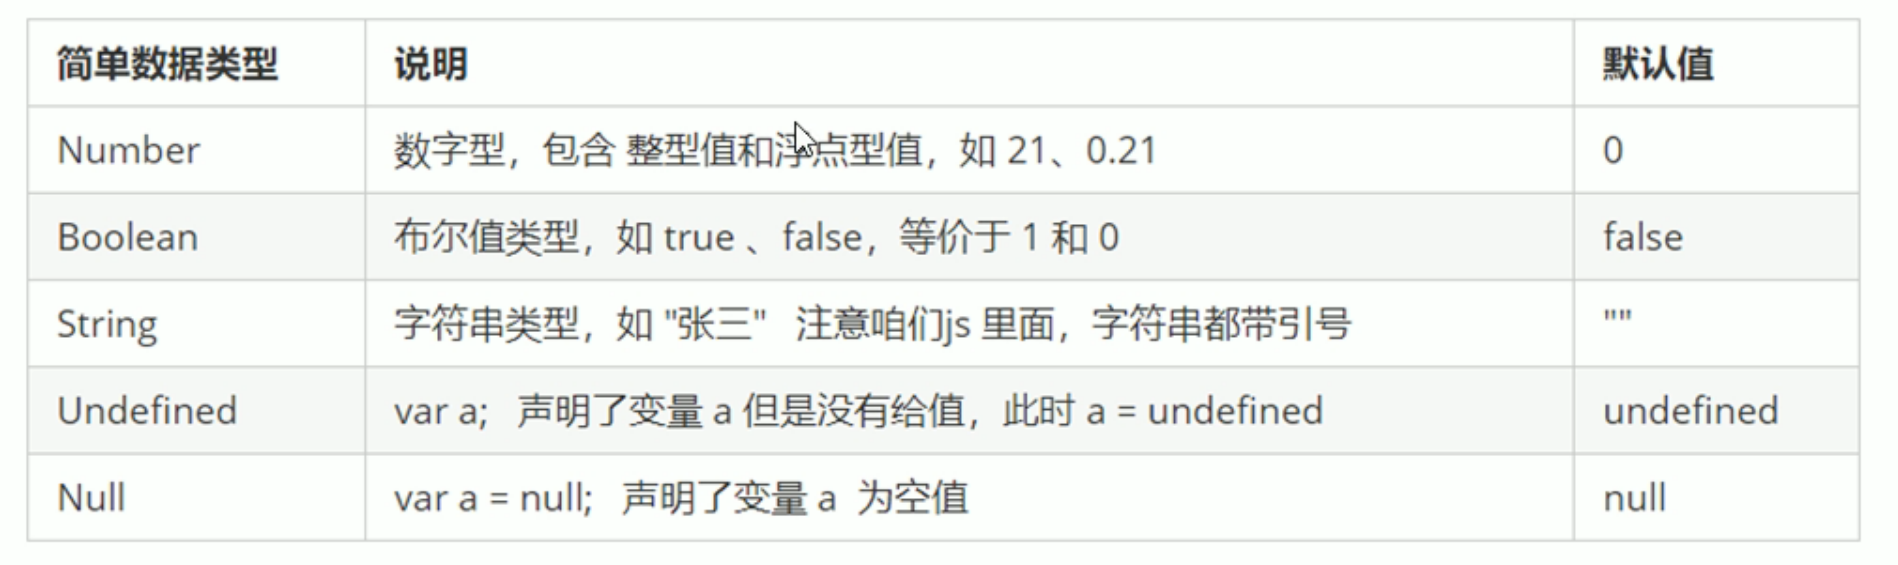 简单数据类型 说明 默认值
Number 数字型，包含 整型值和浮点型值，如 21、0.21 0
Boolean 布尔值类型，如 true 、false，等价于 1 和 0 false
String 字符串类型，如 "张三" 注意咱们js 里面，字符串都带引号 ""
Undefined var a; 声明了变量 a 但是没有给值，此时 a = undefined undefined
Null var a = null; 声明了变量 a 为空值 null